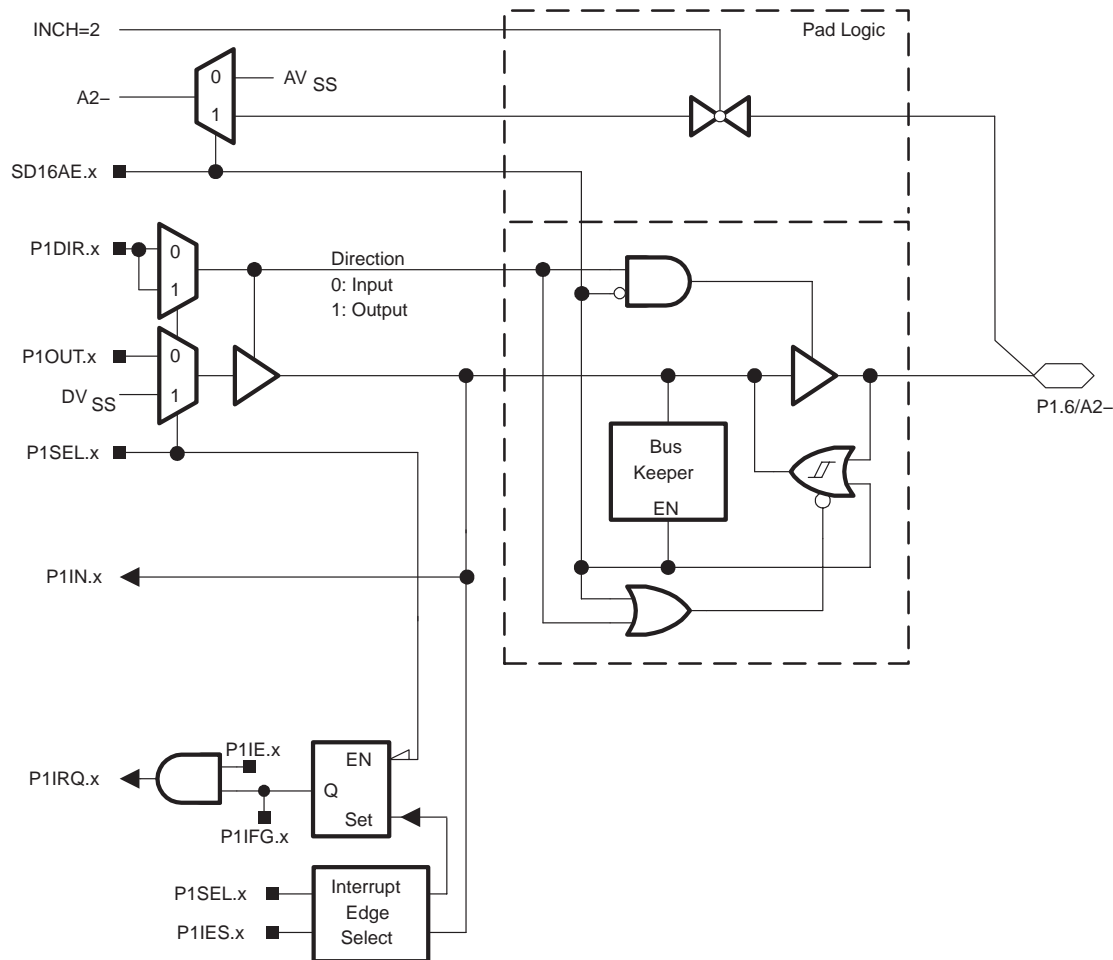 INCH=2
Pad Logic
0
AV SS
A2−
1
SD16AE.x
P1DIR.x
0
Direction
0: Input
1: Output
1
P1OUT.x
0
DV SS
1
P1.6/A2−
P1SEL.x
Bus
Keeper
EN
P1IN.x
P1IE.x
EN
P1IRQ.x
Q
Set
P1IFG.x
P1SEL.x
Interrupt
Edge
Select
P1IES.x